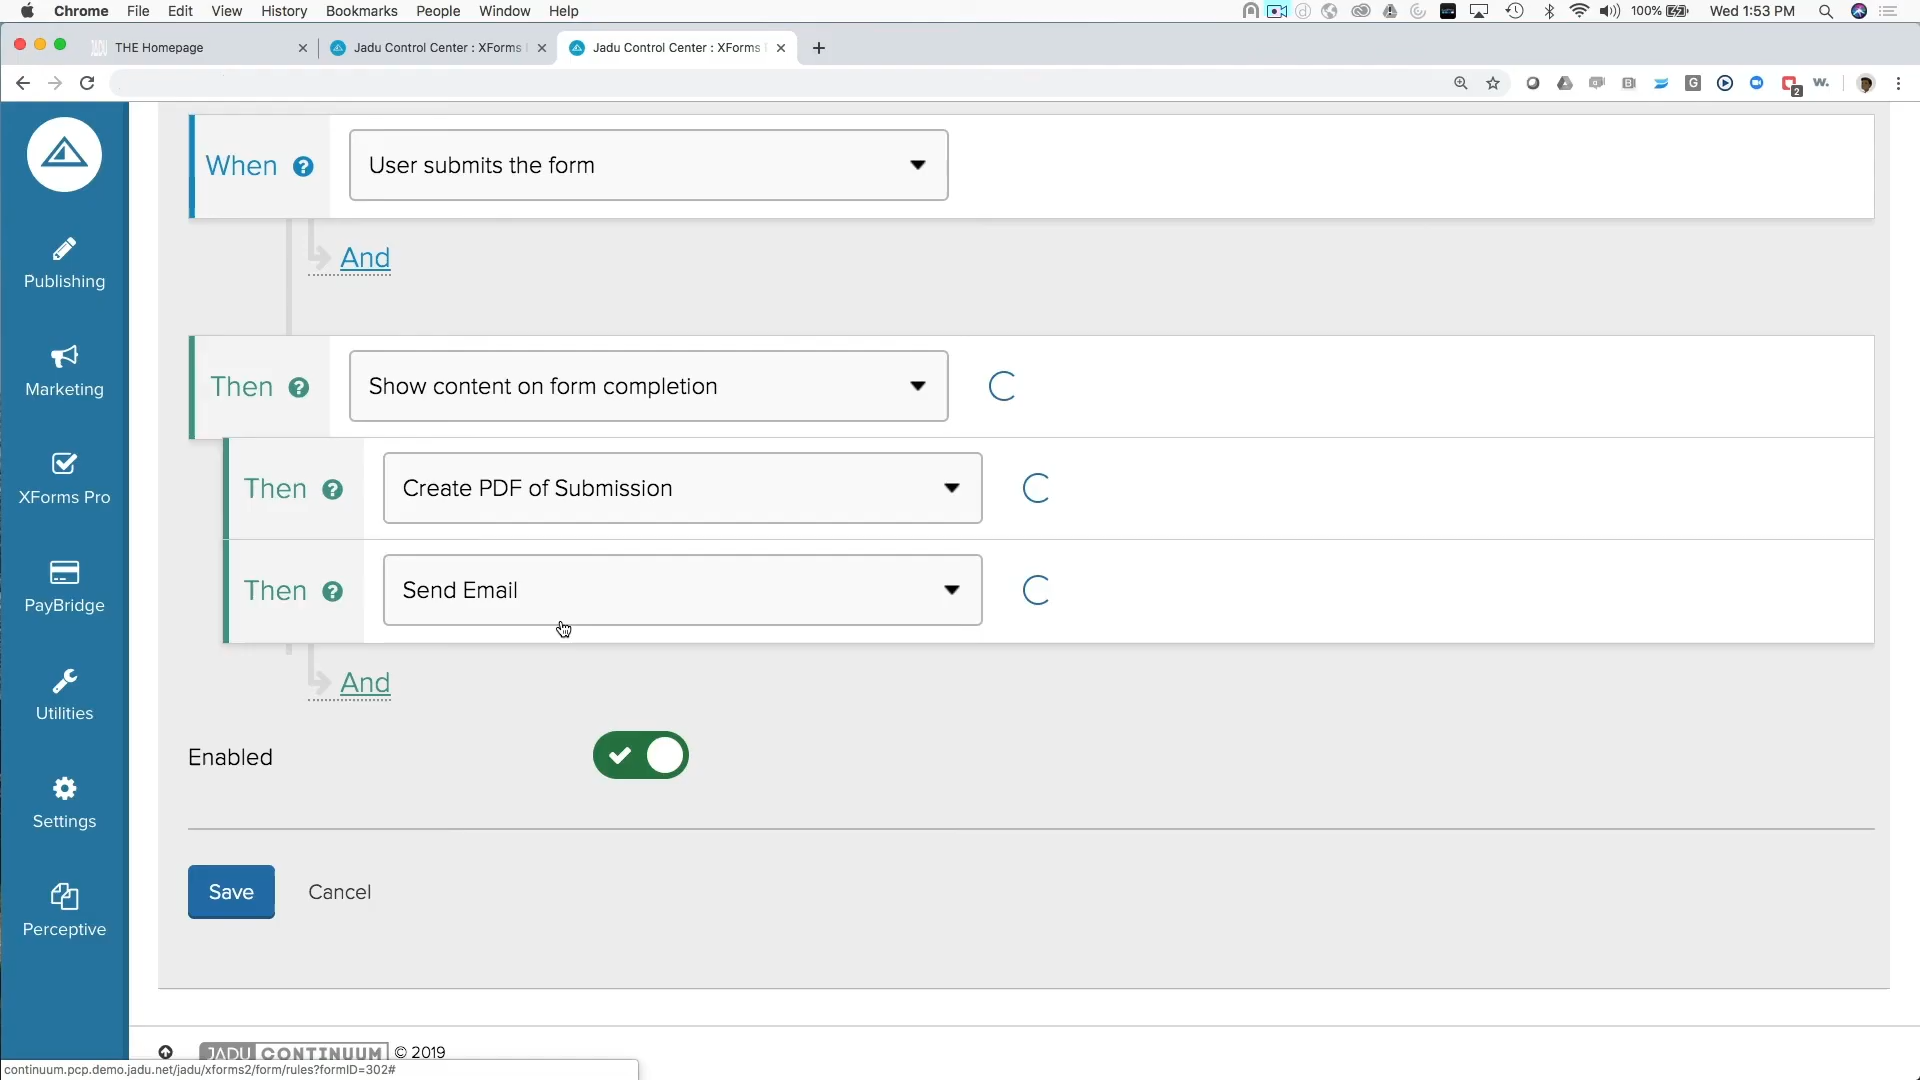 Chrome File Edit View History Bookmarks People Window Help 100% Wed 1:53 PM
THE Homepage Jadu Control Center : XForms Jadu Control Center : XForms
2
When ? User submits the form
And
Publishing
Then ? Show content on form completion
Marketing
Then ? Create PDF of Submission
XForms Pro
Then ? Send Email
PayBridge
And
Utilities
Enabled
Settings
Save Cancel
Perceptive
JADU CONTINUUM © 2019
continuum.pcp.demo.jadu.net/jadu/xforms2/form/rules?formID=302#